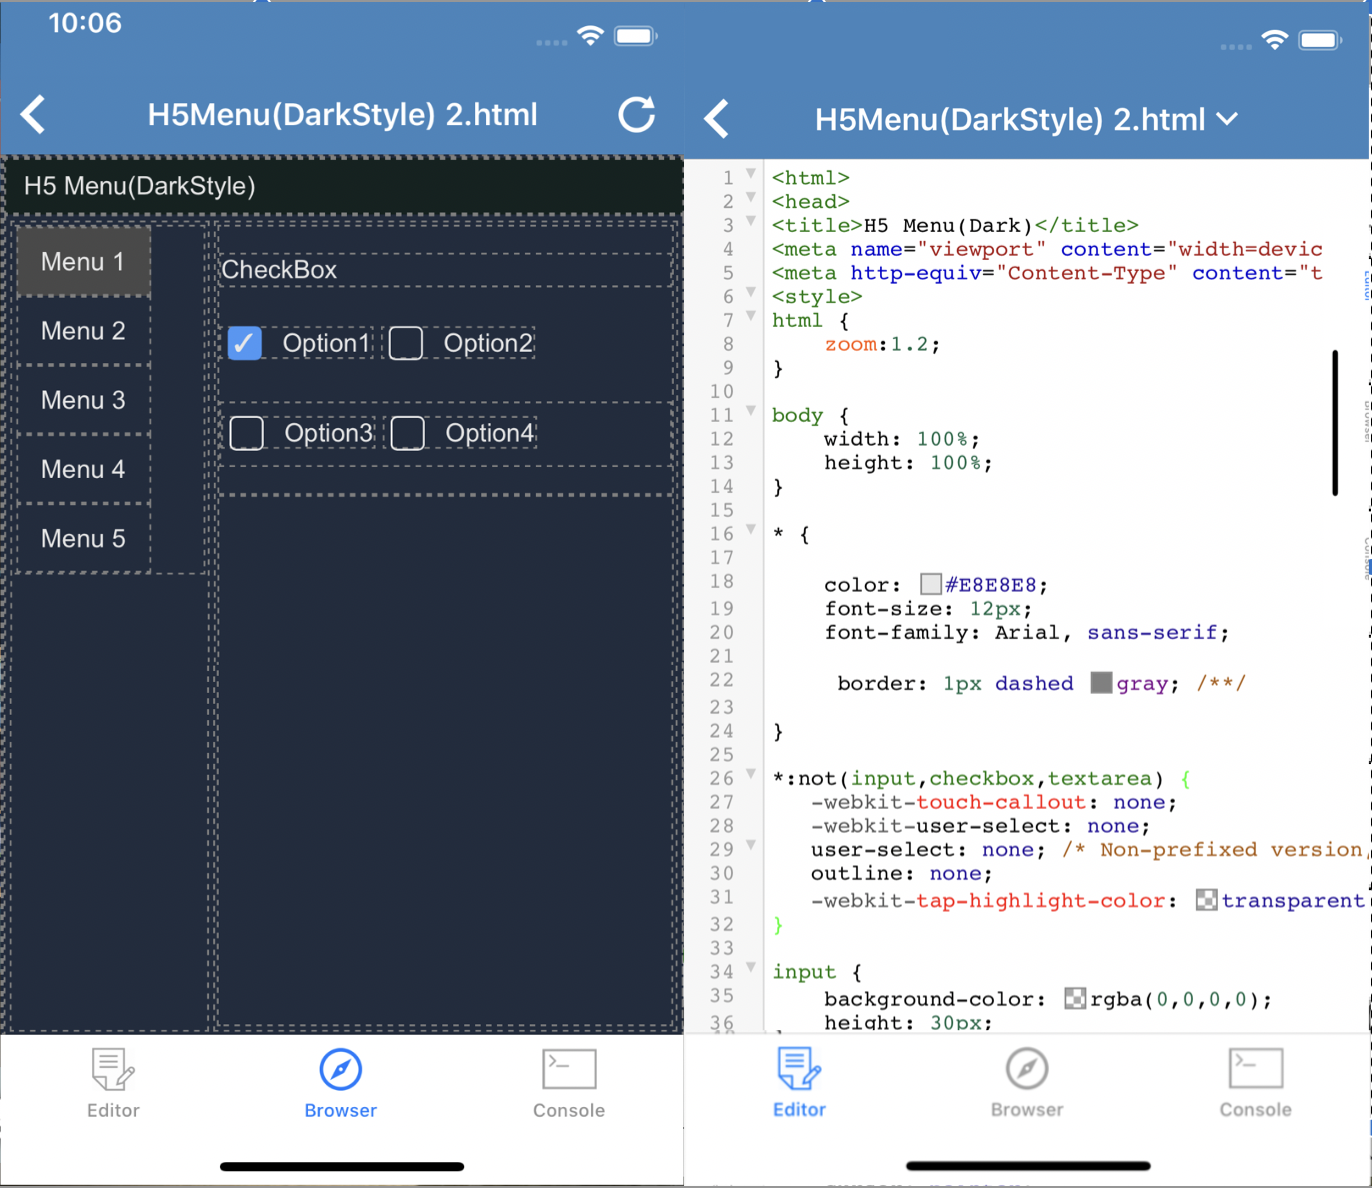 10:06
H5Menu(DarkStyle) 2.html
H5 Menu(DarkStyle)
Menu 1
Menu 2
Menu 3
Menu 4
Menu 5
CheckBox
Option1 Option2
Option3 Option4
Editor
Browser
Console
H5Menu(DarkStyle) 2.html
1 <html>
2 <head>
3 <title>H5 Menu(Dark)</title>
4 <meta name="viewport" content="width=devic
5 <meta http-equiv="Content-Type" content="t
6 <style>
7 html {
8 zoom:1.2;
9 }
10
11 body {
12 width: 100%;
13 height: 100%;
14 }
15
16 * {
17
18 color: #E8E8E8;
19 font-size: 12px;
20 font-family: Arial, sans-serif;
21
22 border: 1px dashed gray; /**/
23
24 }
25
26 *:not(input,checkbox,textarea) {
27 -webkit-touch-callout: none;
28 -webkit-user-select: none;
29 user-select: none; /* Non-prefixed version,
30 outline: none;
31 -webkit-tap-highlight-color: transparent
32 }
33
34 input {
35 background-color: rgba(0,0,0,0);
36 height: 30px;
Editor
Browser
Console